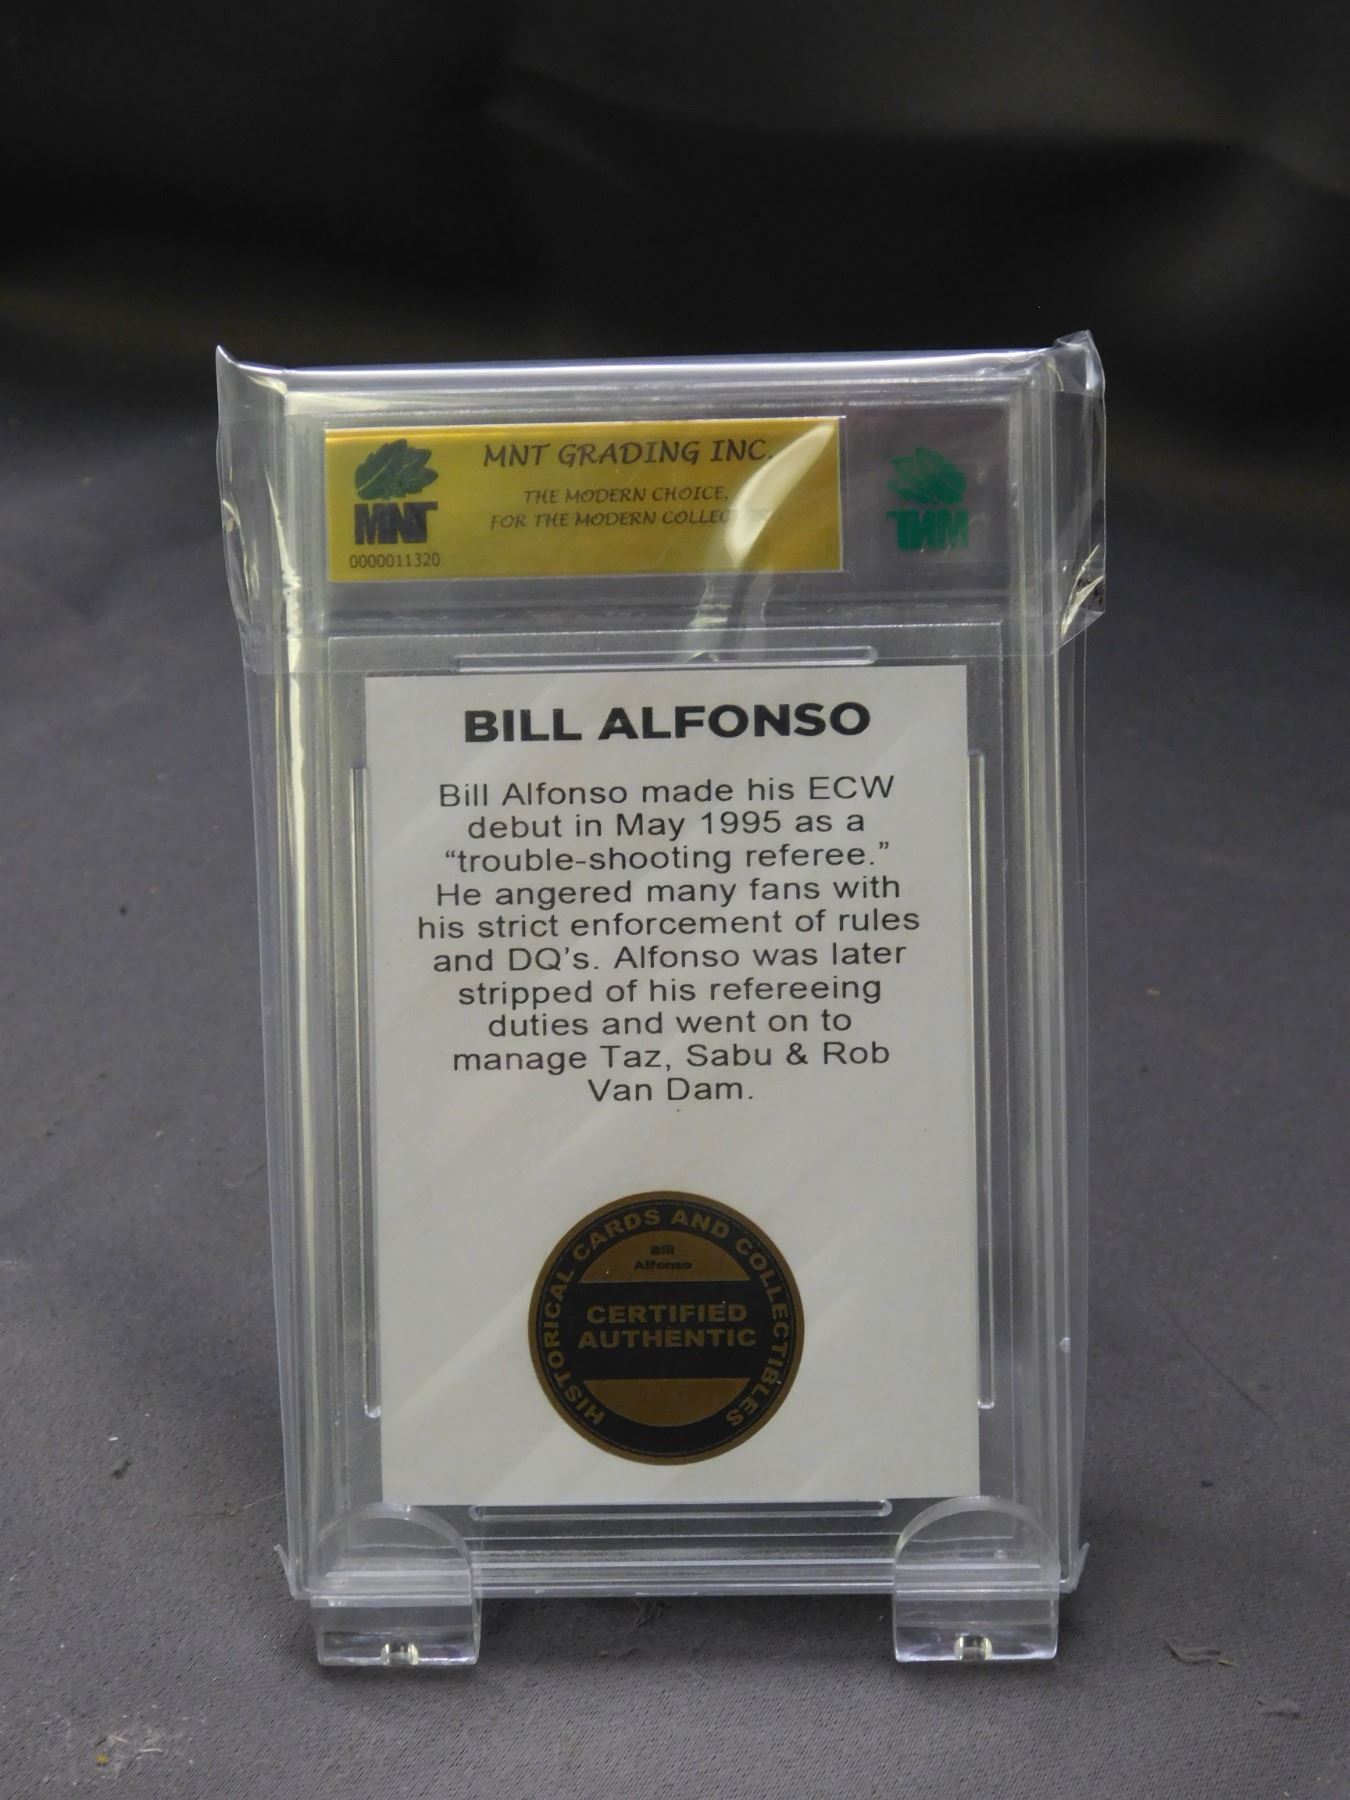 MNT GRADING INC.
THE MODERN CHOICE,
FOR THE MODERN
MNT
0000011320
MNT
BILL ALFONSO
Bill Alfonso made his ECW
debut in May 1995 as a
“trouble-shooting referee.”
He angered many fans with
his strict enforcement of rules
and DQ’s. Alfonso was later
stripped of his refereeing
duties and went on to
manage Taz, Sabu & Rob
Van Dam.
HISTORICAL CARDS AND COLLECTIBLES
Bill
Alfonso
CERTIFIED
AUTHENTIC